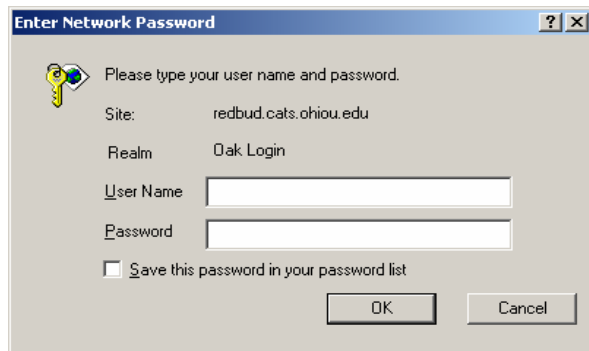 Enter Network Password
Please type your user name and password.
Site: redbud.cats.ohiou.edu
Realm Oak Login
User Name
Password
Save this password in your password list
OK Cancel